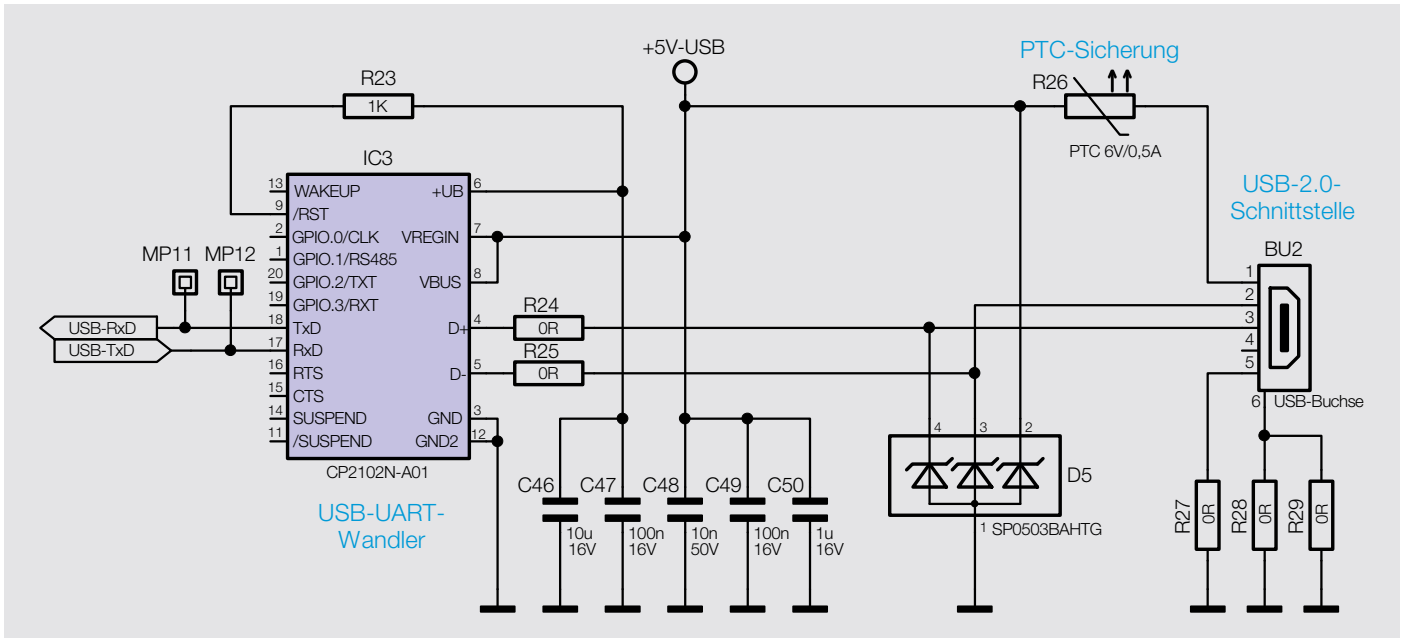 +5V-USB
PTC-Sicherung
R26
PTC 6V/0,5A
R23
1K
IC3
13 WAKEUP +UB 6
9 /RST
2 GPIO.0/CLK VREGIN 7
1 GPIO.1/RS485
20 GPIO.2/TXT VBUS 8
19 GPIO.3/RXT
18 TxD D+ 4
17 RxD
16 RTS D- 5
15 CTS
14 SUSPEND GND 3
11 /SUSPEND GND2 12
CP2102N-A01
USB-UART-
Wandler
MP11 MP12
USB-RxD
USB-TxD
R24
0R
R25
0R
USB-2.0-
Schnittstelle
BU2
1
2
3
4
5
6 USB-Buchse
C46
10u
16V
C47
100n
16V
C48
10n
50V
C49
100n
16V
C50
1u
16V
4 3 2
D5
1 SP0503BAHTG
R27
0R
R28
0R
R29
0R